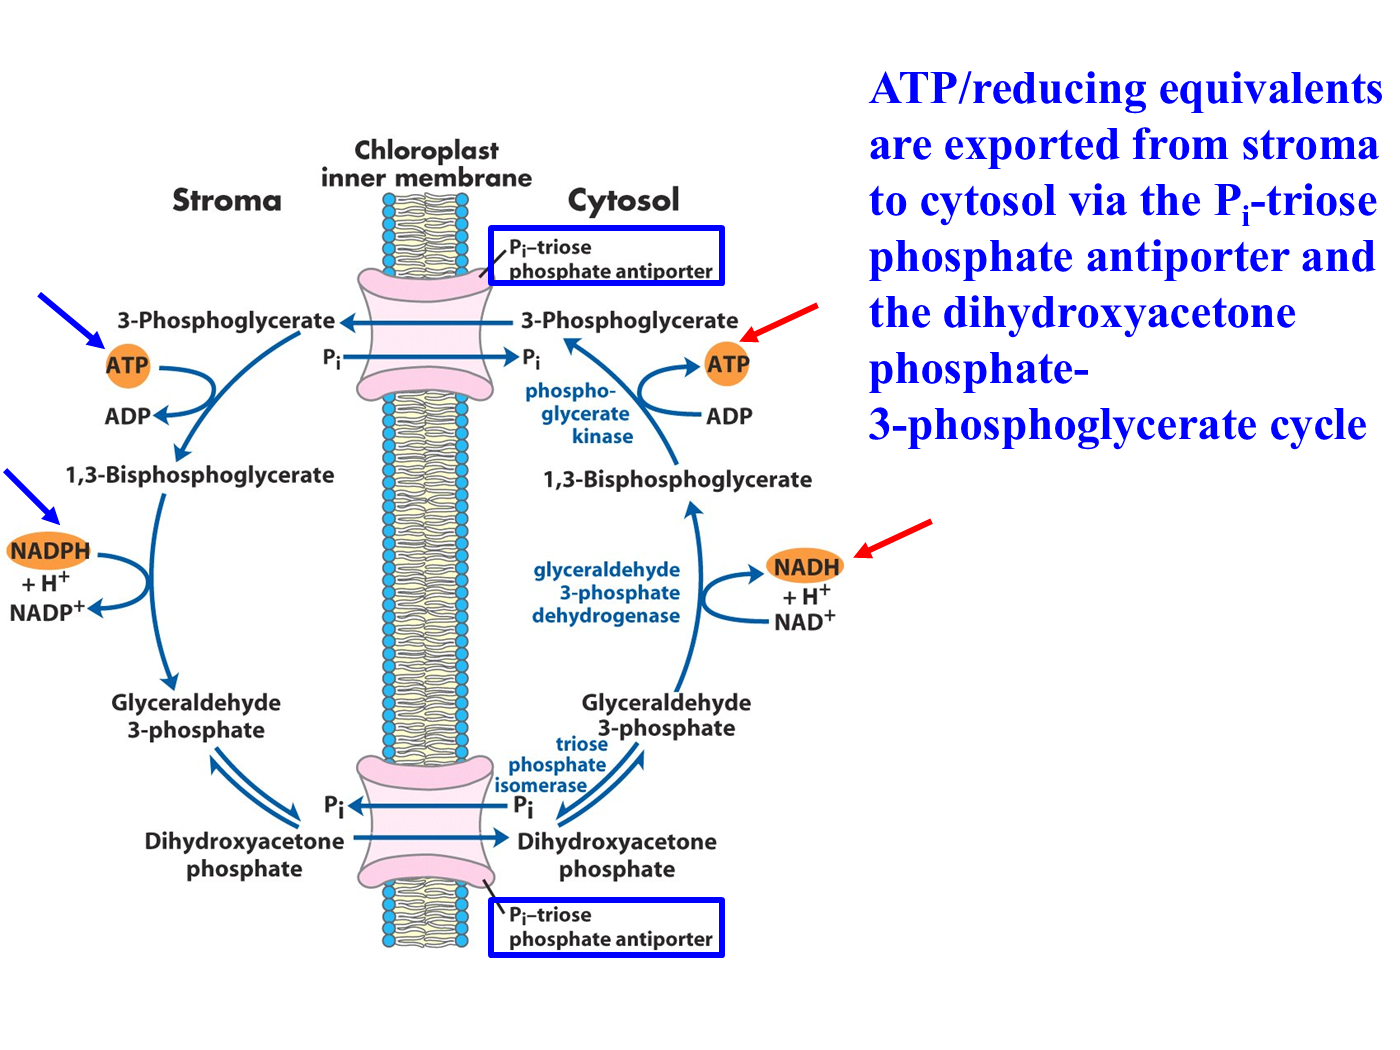 ATP/reducing equivalents
are exported from stroma
to cytosol via the Pi-triose
phosphate antiporter and
the dihydroxyacetone
phosphate-
3-phosphoglycerate cycle
Chloroplast
inner membrane
Stroma
Cytosol
Pi–triose
phosphate antiporter
3-Phosphoglycerate
3-Phosphoglycerate
Pi
Pi
ATP
ADP
phospho-
glycerate
kinase
ATP
ADP
1,3-Bisphosphoglycerate
1,3-Bisphosphoglycerate
NADPH
+ H+
NADP+
glyceraldehyde
3-phosphate
dehydrogenase
NADH
+ H+
NAD+
Glyceraldehyde
3-phosphate
Glyceraldehyde
3-phosphate
triose
phosphate
isomerase
Pi
Pi
Dihydroxyacetone
phosphate
Dihydroxyacetone
phosphate
Pi–triose
phosphate antiporter